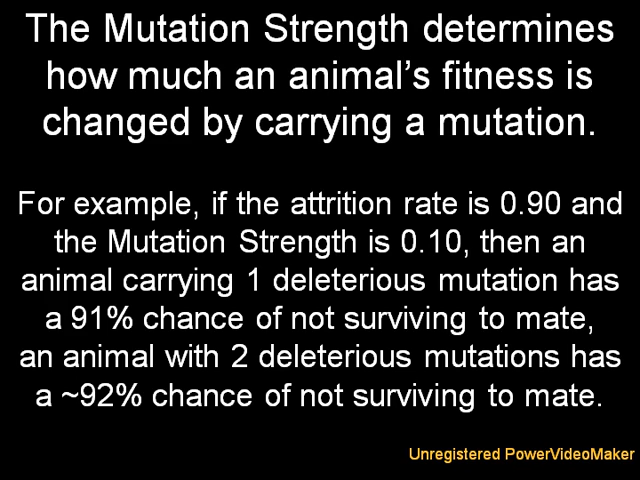 The Mutation Strength determines
how much an animal's fitness is
changed by carrying a mutation.
For example, if the attrition rate is 0.90 and
the Mutation Strength is 0.10, then an
animal carrying 1 deleterious mutation has
a 91% chance of not surviving to mate,
an animal with 2 deleterious mutations has
a ~92% chance of not surviving to mate.
Unregistered PowerVideoMaker